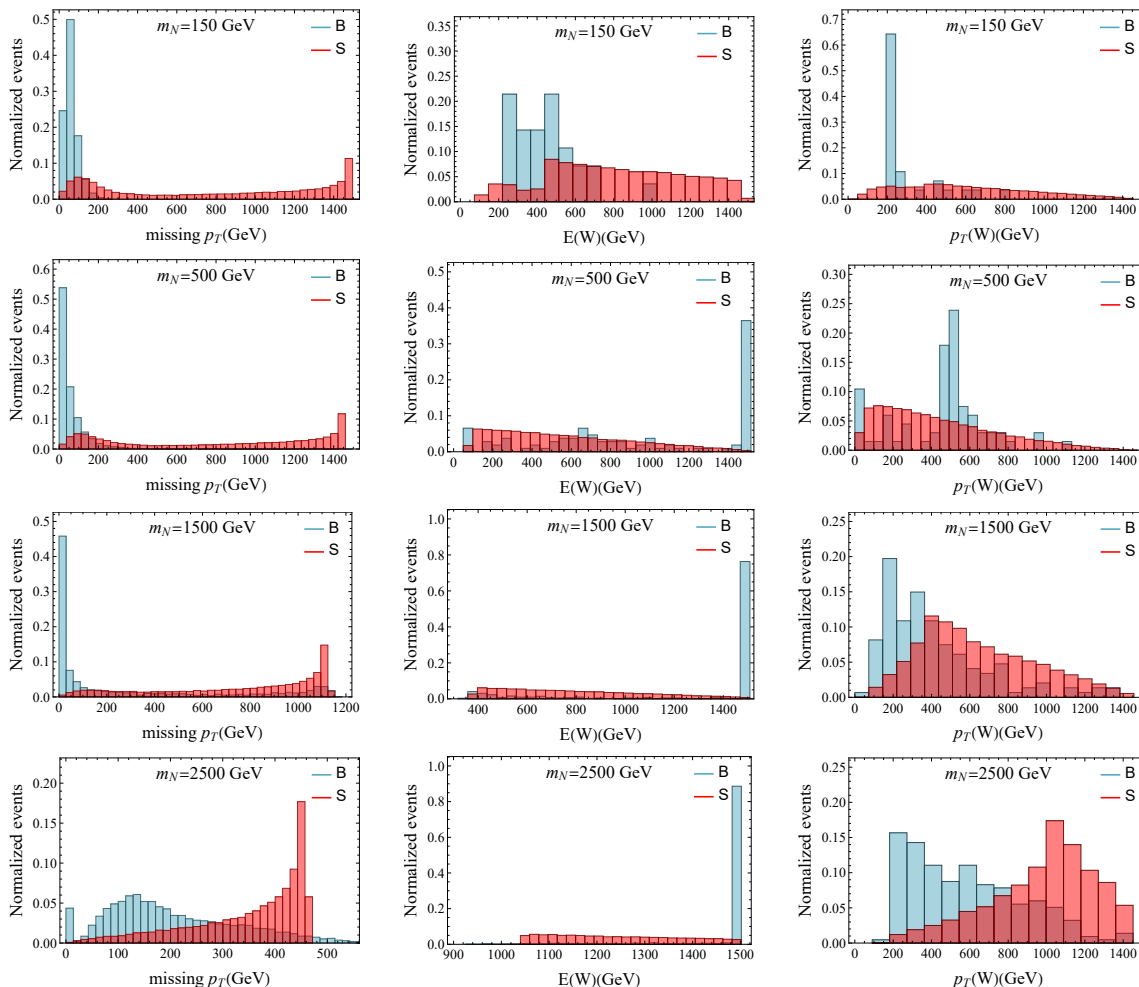 m_N=150 GeV
B
S
Normalized events
0.5
0.4
0.3
0.2
0.1
0.0
0 200 400 600 800 1000 1200 1400
missing p_T(GeV)
m_N=150 GeV
B
S
Normalized events
0.35
0.30
0.25
0.20
0.15
0.10
0.05
0.00
0 200 400 600 800 1000 1200 1400
E(W)(GeV)
m_N=150 GeV
B
S
Normalized events
0.7
0.6
0.5
0.4
0.3
0.2
0.1
0.0
0 200 400 600 800 1000 1200 1400
p_T(W)(GeV)
m_N=500 GeV
B
S
Normalized events
0.6
0.5
0.4
0.3
0.2
0.1
0.0
0 200 400 600 800 1000 1200 1400
missing p_T(GeV)
m_N=500 GeV
B
S
Normalized events
0.5
0.4
0.3
0.2
0.1
0.0
0 200 400 600 800 1000 1200 1400
E(W)(GeV)
m_N=500 GeV
B
S
Normalized events
0.30
0.25
0.20
0.15
0.10
0.05
0.00
0 200 400 600 800 1000 1200 1400
p_T(W)(GeV)
m_N=1500 GeV
B
S
Normalized events
0.5
0.4
0.3
0.2
0.1
0.0
0 200 400 600 800 1000 1200
missing p_T(GeV)
m_N=1500 GeV
B
S
Normalized events
1.0
0.8
0.6
0.4
0.2
0.0
400 600 800 1000 1200 1400
E(W)(GeV)
m_N=1500 GeV
B
S
Normalized events
0.25
0.20
0.15
0.10
0.05
0.00
0 200 400 600 800 1000 1200 1400
p_T(W)(GeV)
m_N=2500 GeV
B
S
Normalized events
0.20
0.15
0.10
0.05
0.00
0 100 200 300 400 500
missing p_T(GeV)
m_N=2500 GeV
B
S
Normalized events
1.0
0.8
0.6
0.4
0.2
0.0
900 1000 1100 1200 1300 1400 1500
E(W)(GeV)
m_N=2500 GeV
B
S
Normalized events
0.25
0.20
0.15
0.10
0.05
0.00
0 200 400 600 800 1000 1200 1400
p_T(W)(GeV)